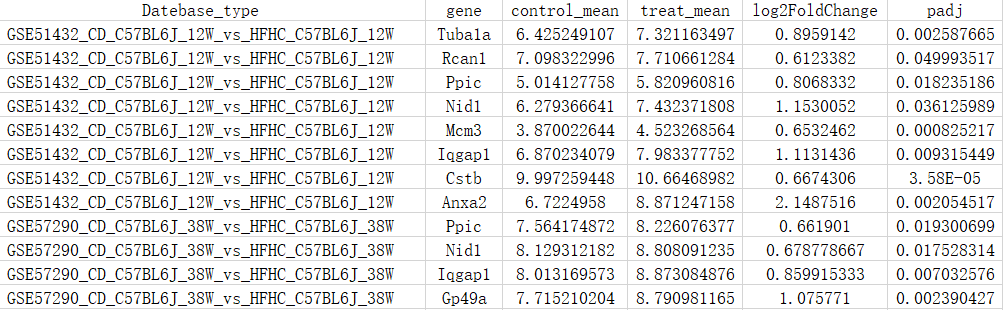 Datebase_type gene control_mean treat_mean log2FoldChange padj
GSE51432_CD_C57BL6J_12W_vs_HFHC_C57BL6J_12W Tuba1a 6.425249107 7.321163497 0.8959142 0.002587665
GSE51432_CD_C57BL6J_12W_vs_HFHC_C57BL6J_12W Rcan1 7.098322996 7.710661284 0.6123382 0.049993517
GSE51432_CD_C57BL6J_12W_vs_HFHC_C57BL6J_12W Ppic 5.014127758 5.820960816 0.8068332 0.018235186
GSE51432_CD_C57BL6J_12W_vs_HFHC_C57BL6J_12W Nid1 6.279366641 7.432371808 1.1530052 0.036125989
GSE51432_CD_C57BL6J_12W_vs_HFHC_C57BL6J_12W Mcm3 3.870022644 4.523268564 0.6532462 0.000825217
GSE51432_CD_C57BL6J_12W_vs_HFHC_C57BL6J_12W Iqgap1 6.870234079 7.983377752 1.1131436 0.009315449
GSE51432_CD_C57BL6J_12W_vs_HFHC_C57BL6J_12W Cstb 9.997259448 10.66468982 0.6674306 3.58E-05
GSE51432_CD_C57BL6J_12W_vs_HFHC_C57BL6J_12W Anxa2 6.7224958 8.871247158 2.1487516 0.002054517
GSE57290_CD_C57BL6J_38W_vs_HFHC_C57BL6J_38W Ppic 7.564174872 8.226076377 0.661901 0.019300699
GSE57290_CD_C57BL6J_38W_vs_HFHC_C57BL6J_38W Nid1 8.129312182 8.808091235 0.678778667 0.017528314
GSE57290_CD_C57BL6J_38W_vs_HFHC_C57BL6J_38W Iqgap1 8.013169573 8.873084876 0.859915333 0.007032576
GSE57290_CD_C57BL6J_38W_vs_HFHC_C57BL6J_38W Gp49a 7.715210204 8.790981165 1.075771 0.002390427